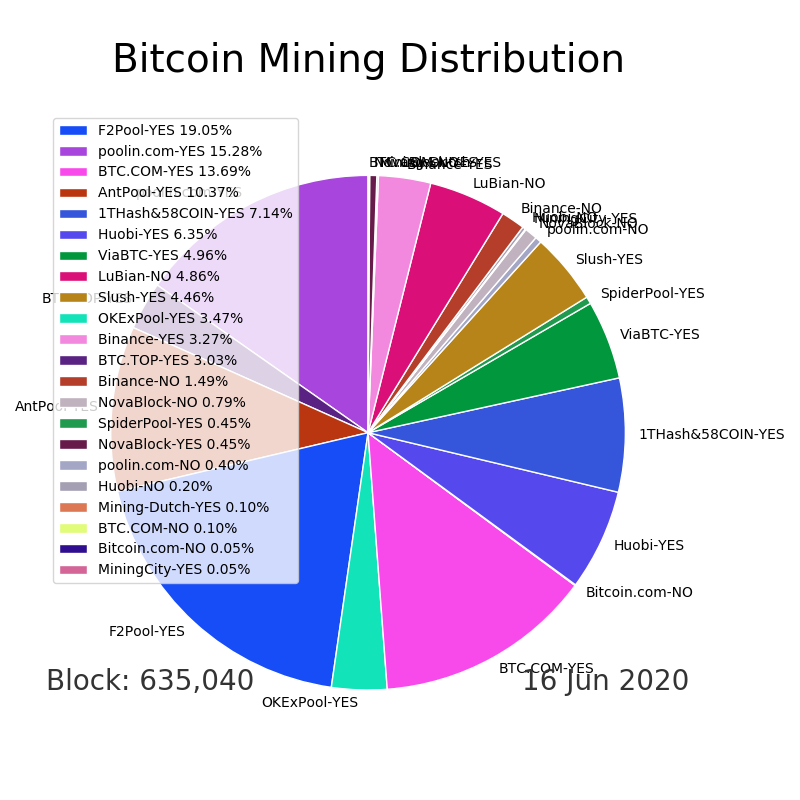 Bitcoin Mining Distribution
F2Pool-YES 19.05%
poolin.com-YES 15.28%
BTC.COM-YES 13.69%
AntPool-YES 10.37%
1THash&58COIN-YES 7.14%
Huobi-YES 6.35%
ViaBTC-YES 4.96%
LuBian-NO 4.86%
Slush-YES 4.46%
OKExPool-YES 3.47%
Binance-YES 3.27%
BTC.TOP-YES 3.03%
Binance-NO 1.49%
NovaBlock-NO 0.79%
SpiderPool-YES 0.45%
NovaBlock-YES 0.45%
poolin.com-NO 0.40%
Huobi-NO 0.20%
Mining-Dutch-YES 0.10%
BTC.COM-NO 0.10%
Bitcoin.com-NO 0.05%
MiningCity-YES 0.05%
LuBian-NO
Binance-NO
poolin.com-NO
Slush-YES
SpiderPool-YES
ViaBTC-YES
AntPool-YES
1THash&58COIN-YES
Huobi-YES
Bitcoin.com-NO
F2Pool-YES
BTC.COM-YES
OKExPool-YES
Block: 635,040
16 Jun 2020